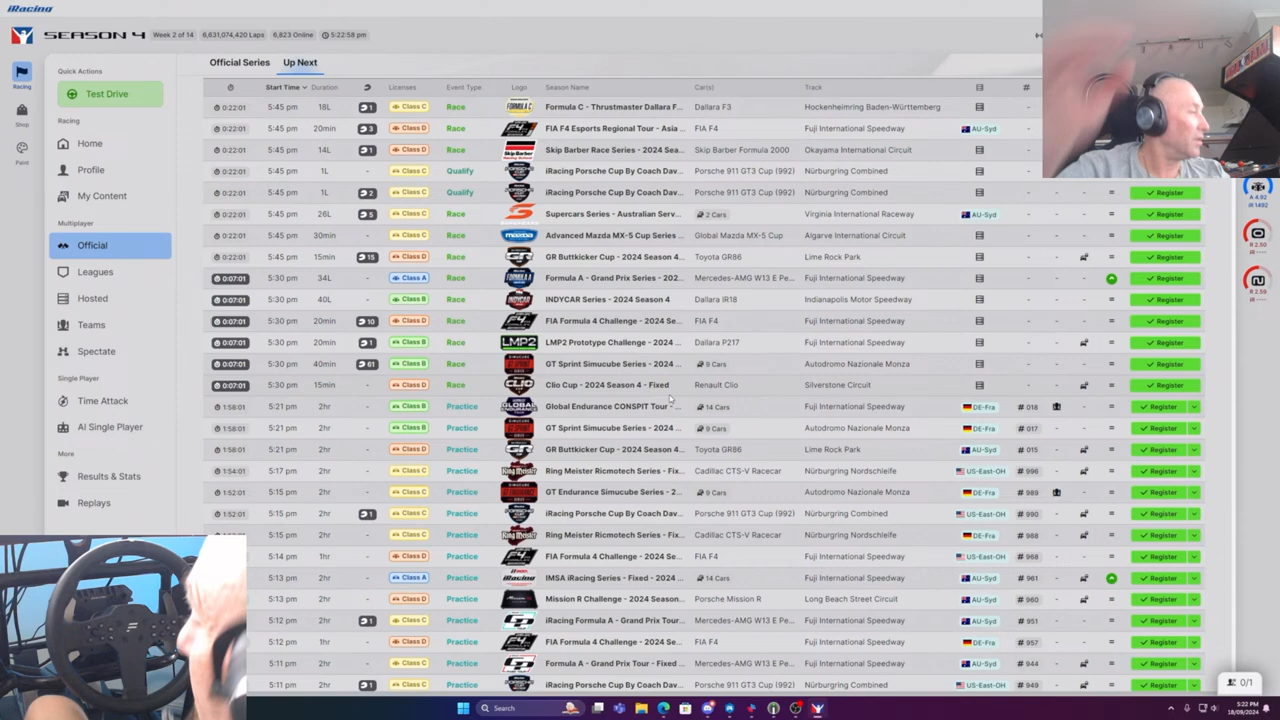 iRacing
SEASON 4 Week 2 of 14 6,631,074,420 Laps 6,823 Online 5:22:58 pm
Racing
Shop
Paint
Quick Actions
Test Drive
Racing
Home
Profile
My Content
Multiplayer
Official
Leagues
Hosted
Teams
Spectate
Single Player
Time Attack
AI Single Player
More
Results & Stats
Replays
Official Series Up Next
Start Time Duration Licenses Event Type Logo Season Name Car(s) Track #
0:22:01 5:45 pm 18L 1 Class C Race Formula C - Thrustmaster Dallara F... Dallara F3 Hockenheimring Baden-Württemberg
0:22:01 5:45 pm 20min 3 Class D Race FIA F4 Esports Regional Tour - Asia ... FIA F4 Fuji International Speedway AU-Syd
0:22:01 5:45 pm 14L 1 Class D Race Skip Barber Race Series - 2024 Sea... Skip Barber Formula 2... Okayama International Circuit
0:22:01 5:45 pm 1L - Class C Qualify iRacing Porsche Cup By Coach Dav... Porsche 911 GT3 Cup (992) Nürburgring Combined
0:22:01 5:45 pm 1L 2 Class C Qualify iRacing Porsche Cup By Coach Dav... Porsche 911 GT3 Cup (... Nürburgring Combined = Register
0:22:01 5:45 pm 26L 5 Class C Race Supercars Series - Australian Serv... 2 Cars Virginia International Raceway AU-Syd = Register
0:22:01 5:45 pm 30min - Class C Race Advanced Mazda MX-5 Cup Series ... Global Mazda MX-5 Cup Algarve International Circuit = Register
0:22:01 5:45 pm 15min 15 Class D Race GR Buttkicker Cup - 2024 Season ... Toyota GR86 Lime Rock Park = Register
0:07:01 5:30 pm 34L - Class A Race Formula A - Grand Prix Series - 202... Mercedes-AMG W13 E Pe... Fuji International Speedway Register
0:07:01 5:30 pm 40L - Class B Race INDYCAR Series - 2024 Season 4 Dallara IR18 Indianapolis Motor Speedway = Register
0:07:01 5:30 pm 20min 10 Class D Race FIA Formula 4 Challenge - 2024 Se... FIA F4 Fuji International Speedway = Register
0:07:01 5:30 pm 20min 1 Class B Race LMP2 Prototype Challenge - 2024 ... Dallara P217 Fuji International Speedway = Register
0:07:01 5:30 pm 20min 61 Class B Race GT Sprint Simucube Series - 2024 ... 9 Cars Autodromo Nazionale Monza = Register
0:07:01 5:30 pm 15min - Class D Race Clio Cup - 2024 Season 4 - Fixed Renault Clio Silverstone Circuit = Register
5:20 pm 2hr - Class B Practice Global Endurance CONSPIT Tour - 14 Cars Fuji International Speedway DE-Fra # 018 = Register
5:20 pm 2hr - Class B Practice GT Sprint Simucube Series - 2024 ... 9 Cars Autodromo Nazionale Monza DE-Fra # 017 = Register
5:20 pm 2hr - Class D Practice GR Buttkicker Cup - 2024 Season ... Toyota GR86 Lime Rock Park AU-Syd # 015 = Register
1:54:01 5:17 pm 2hr - Class C Practice Ring Meister Ricmotech Series - Fix... Cadillac CTS-V Racecar Nürburgring Nordschleife US-East-OH # 996 = Register
5:15 pm 2hr - Class C Practice GT Endurance Simucube Series - 2... 9 Cars Autodromo Nazionale Monza DE-Fra # 988 = Register
5:15 pm 2hr 1 Class C Practice iRacing Porsche Cup By Coach Dav... Porsche 911 GT3 Cup (992) Nürburgring Combined US-East-OH # 990 = Register
5:15 pm 2hr - Class C Practice Ring Meister Ricmotech Series - Fix... Cadillac CTS-V Racecar Nürburgring Nordschleife DE-Fra # 988 = Register
5:14 pm 1hr - Class D Practice FIA Formula 4 Challenge - 2024 Se... FIA F4 Fuji International Speedway US-East-OH # 968 = Register
5:13 pm 2hr - Class A Practice IMSA iRacing Series - Fixed - 2024... 14 Cars Fuji International Speedway AU-Syd # 961 Register
5:13 pm 2hr - Class D Practice Mission R Challenge - 2024 Season... Porsche Mission R Long Beach Street Circuit AU-Syd # 960 = Register
5:12 pm 2hr 1 Class C Practice iRacing Formula A - Grand Prix Tour... Fuji International Speedway AU-Syd # 951 = Register
5:12 pm 1hr - Class D Practice FIA Formula 4 Challenge - 2024 Se... FIA F4 Fuji International Speedway DE-Fra # 957 = Register
5:12 pm 2hr - Class C Practice Formula A - Grand Prix Tour - Fixed... Fuji International Speedway AU-Syd # 944 = Register
5:11 pm 2hr 1 Class C Practice iRacing Porsche Cup By Coach Dav... Porsche 911 GT3 Cup (992) Nürburgring Combined US-East-OH # 949 = Register
A 4.92
iR 1492
R 2.50
R 2.59
0/1
Search
5:22 PM
18/09/2024